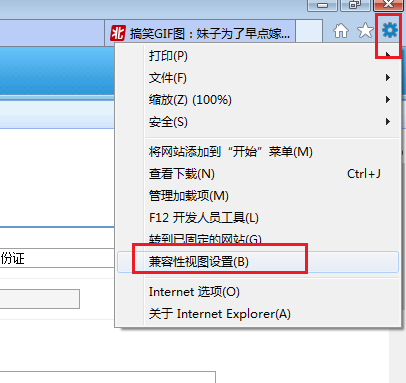 北 搞笑GIF图：妹子为了早点嫁...
打印(P)
文件(F)
缩放(Z) (100%)
安全(S)
将网站添加到“开始”菜单(M)
查看下载(N) Ctrl+J
管理加载项(M)
F12 开发人员工具(L)
转到已固定的网站(G)
份证
兼容性视图设置(B)
Internet 选项(O)
关于 Internet Explorer(A)